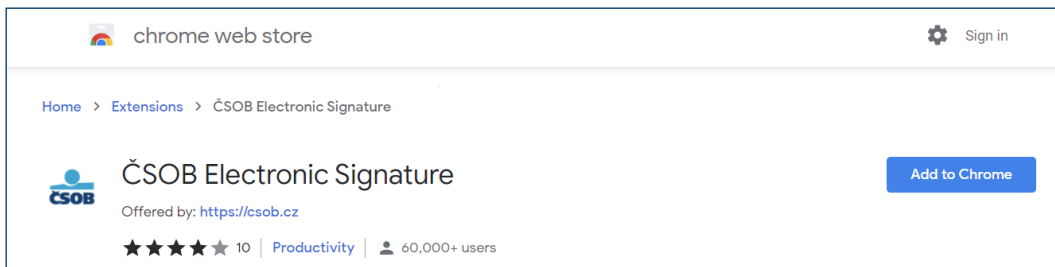 chrome web store
Sign in
Home > Extensions > ČSOB Electronic Signature
ČSOB
ČSOB Electronic Signature
Add to Chrome
Offered by: https://csob.cz
10 | Productivity | 60,000+ users